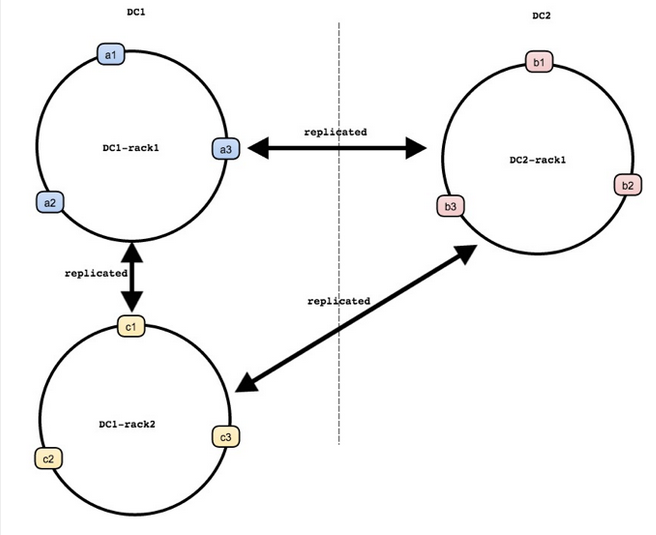 DC1
DC2
a1
b1
DC1-rack1
a3
replicated
DC2-rack1
a2
b2
b3
replicated
replicated
c1
DC1-rack2
c3
c2